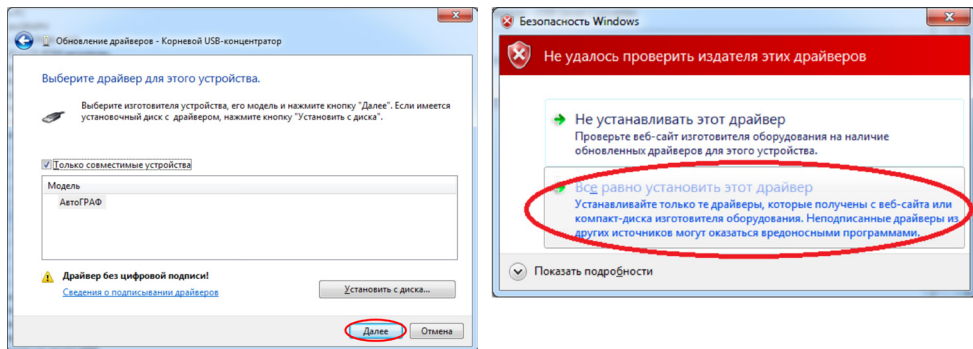 Обновление драйверов - Корневой USB-концентратор
Выберите драйвер для этого устройства.
Выберите изготовителя устройства, его модель и нажмите кнопку "Далее". Если имеется
установочный диск с драйвером, нажмите кнопку "Установить с диска".
Только совместимые устройства
Модель
АвтоГРАФ
Драйвер без цифровой подписи!
Сведения о подписывании драйверов
Установить с диска...
Далее
Отмена
Безопасность Windows
Не удалось проверить издателя этих драйверов
Не устанавливать этот драйвер
Проверьте веб-сайт изготовителя оборудования на наличие
обновленных драйверов для этого устройства.
Все равно установить этот драйвер
Устанавливайте только те драйверы, которые получены с веб-сайта или
компакт-диска изготовителя оборудования. Неподписанные драйверы из
других источников могут оказаться вредоносными программами.
Показать подробности